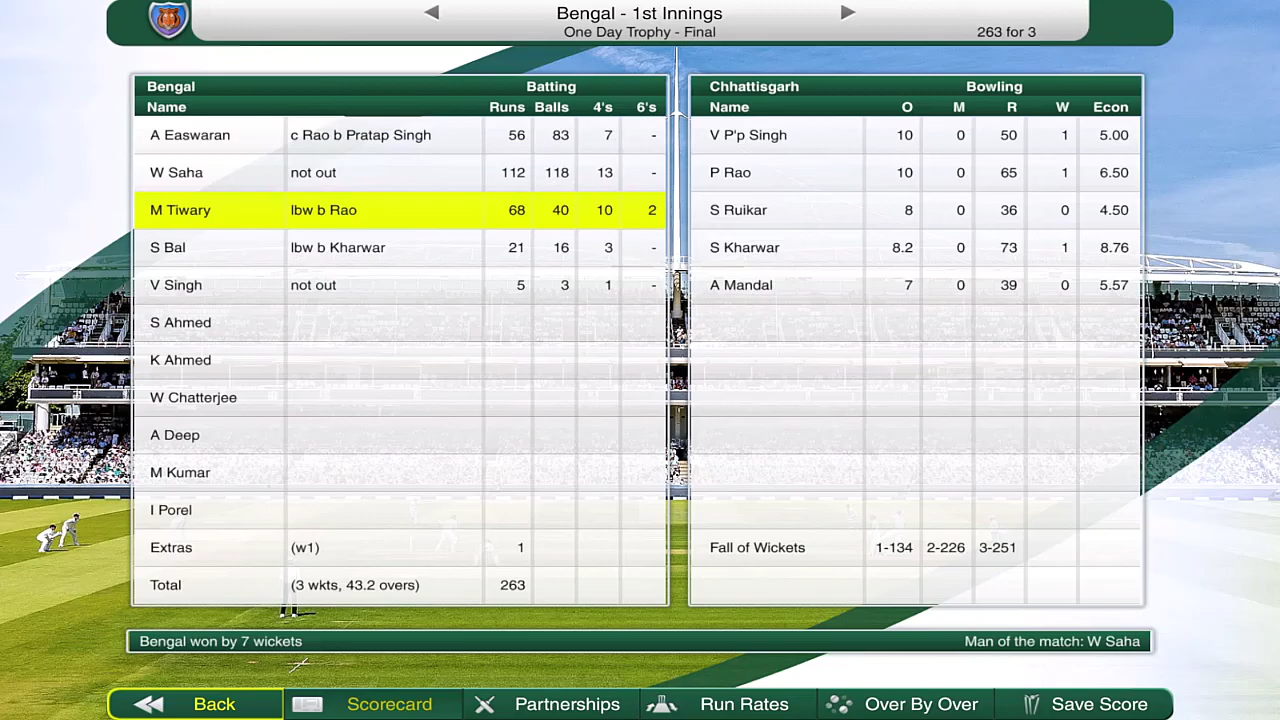 Bengal - 1st Innings
One Day Trophy - Final
263 for 3
Bengal Batting
Name Runs Balls 4's 6's
A Easwaran c Rao b Pratap Singh 56 83 7 -
W Saha not out 112 118 13 -
M Tiwary lbw b Rao 68 40 10 2
S Bal lbw b Kharwar 21 16 3 -
V Singh not out 5 3 1 -
S Ahmed
K Ahmed
W Chatterjee
A Deep
M Kumar
I Porel
Extras (w1) 1
Total (3 wkts, 43.2 overs) 263
Chhattisgarh Bowling
Name O M R W Econ
V P'p Singh 10 0 50 1 5.00
P Rao 10 0 65 1 6.50
S Ruikar 8 0 36 0 4.50
S Kharwar 8.2 0 73 1 8.76
A Mandal 7 0 39 0 5.57
Fall of Wickets 1-134 2-226 3-251
Bengal won by 7 wickets
Man of the match: W Saha
Back Scorecard Partnerships Run Rates Over By Over Save Score